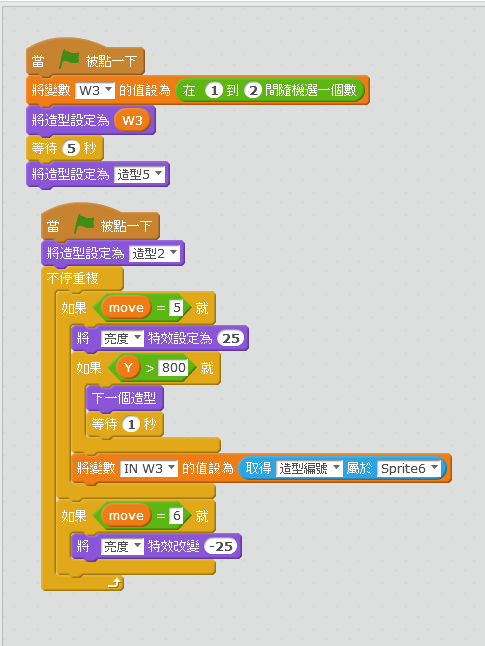 當 被點一下
將變數 W3 的值設為 在 1 到 2 間隨機選一個數
將造型設定為 W3
等待 5 秒
將造型設定為 造型5
當 被點一下
將造型設定為 造型2
不停重複
如果 move = 5 就
將 亮度 特效設定為 25
如果 Y > 800 就
下一個造型
等待 1 秒
將變數 IN W3 的值設為 取得 造型編號 屬於 Sprite6
如果 move = 6 就
將 亮度 特效改變 -25